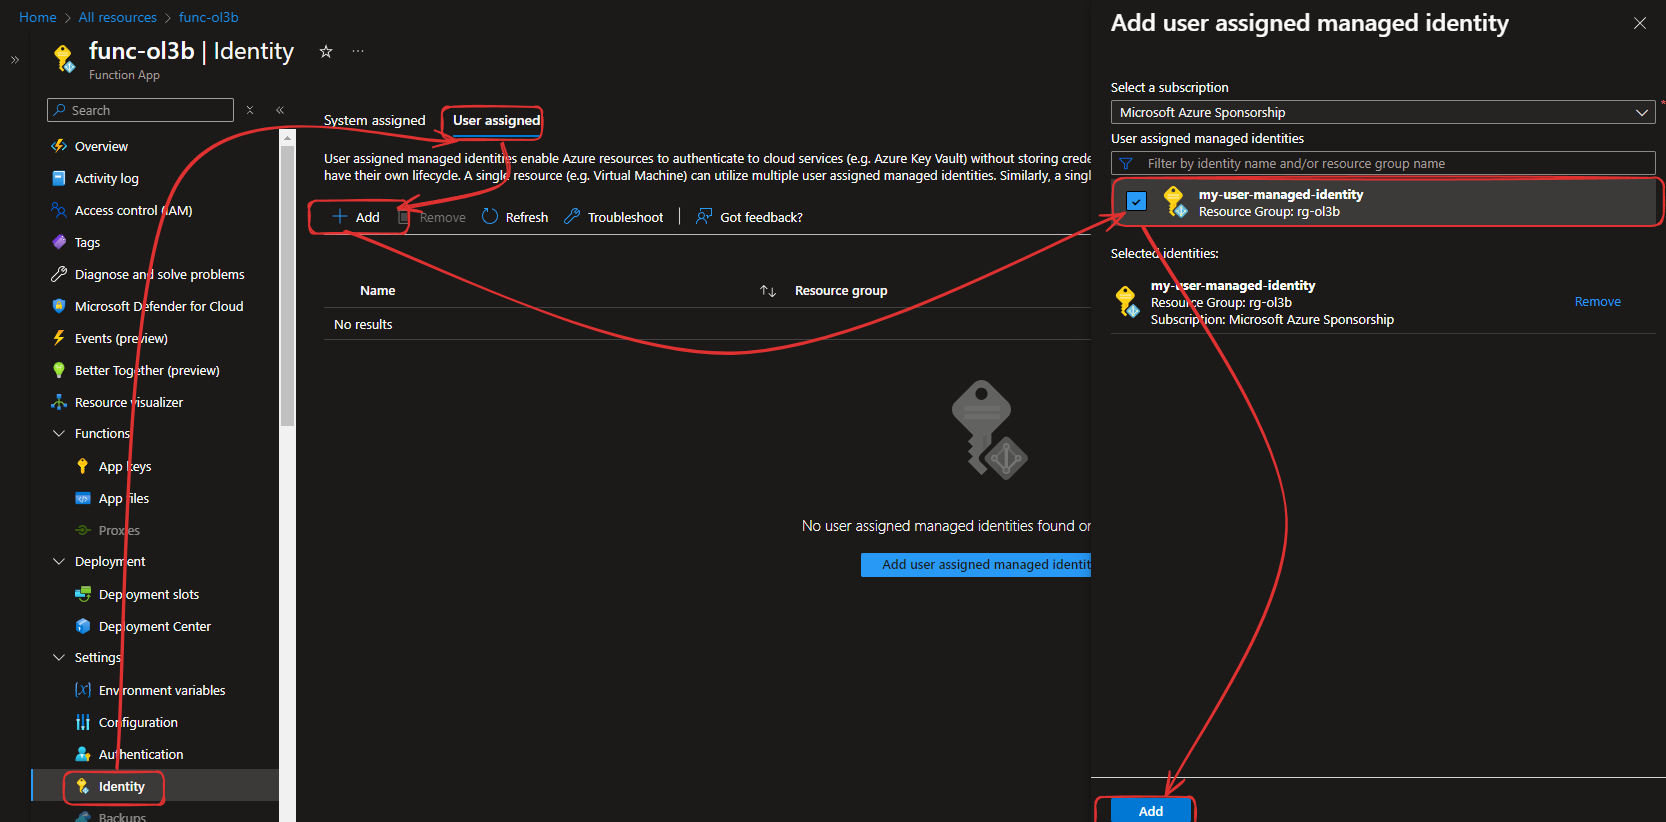 Home > All resources > func-ol3b
func-ol3b | Identity
Function App
Search
Overview
Activity log
Access control (IAM)
Tags
Diagnose and solve problems
Microsoft Defender for Cloud
Events (preview)
Better Together (preview)
Resource visualizer
Functions
App keys
App files
Proxies
Deployment
Deployment slots
Deployment Center
Settings
Environment variables
Configuration
Authentication
Identity
Backups
System assigned User assigned
User assigned managed identities enable Azure resources to authenticate to cloud services (e.g. Azure Key Vault) without storing crede
have their own lifecycle. A single resource (e.g. Virtual Machine) can utilize multiple user assigned managed identities. Similarly, a singl
Add Remove Refresh Troubleshoot Got feedback?
Name Resource group
No results
No user assigned managed identities found or
Add user assigned managed identit
Add user assigned managed identity
Select a subscription
Microsoft Azure Sponsorship
User assigned managed identities
Filter by identity name and/or resource group name
my-user-managed-identity
Resource Group: rg-ol3b
Selected identities:
my-user-managed-identity
Resource Group: rg-ol3b
Subscription: Microsoft Azure Sponsorship
Remove
Add